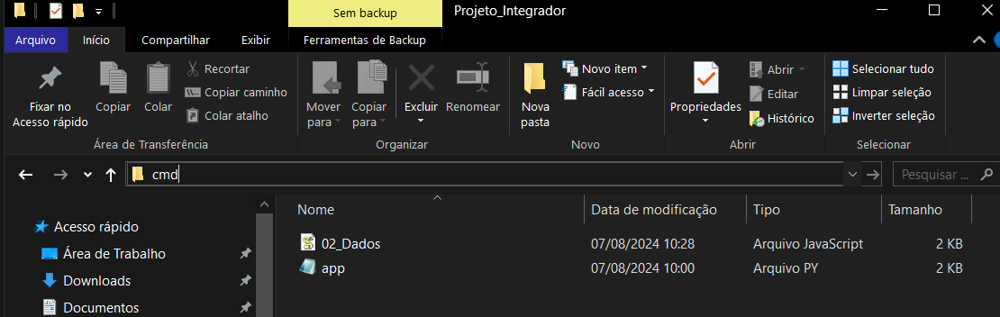 Sem backup
Projeto_Integrador
Arquivo Início Compartilhar Exibir Ferramentas de Backup
Fixar no Acesso rápido
Copiar
Colar
Recortar
Copiar caminho
Colar atalho
Área de Transferência
Mover para
Copiar para
Excluir
Renomear
Organizar
Nova pasta
Novo item
Fácil acesso
Novo
Propriedades
Abrir
Editar
Histórico
Abrir
Selecionar tudo
Limpar seleção
Inverter seleção
Selecionar
cmd
Pesquisar ...
Acesso rápido
Área de Trabalho
Downloads
Documentos
Nome Data de modificação Tipo Tamanho
02_Dados 07/08/2024 10:28 Arquivo JavaScript 2 KB
app 07/08/2024 10:00 Arquivo PY 2 KB